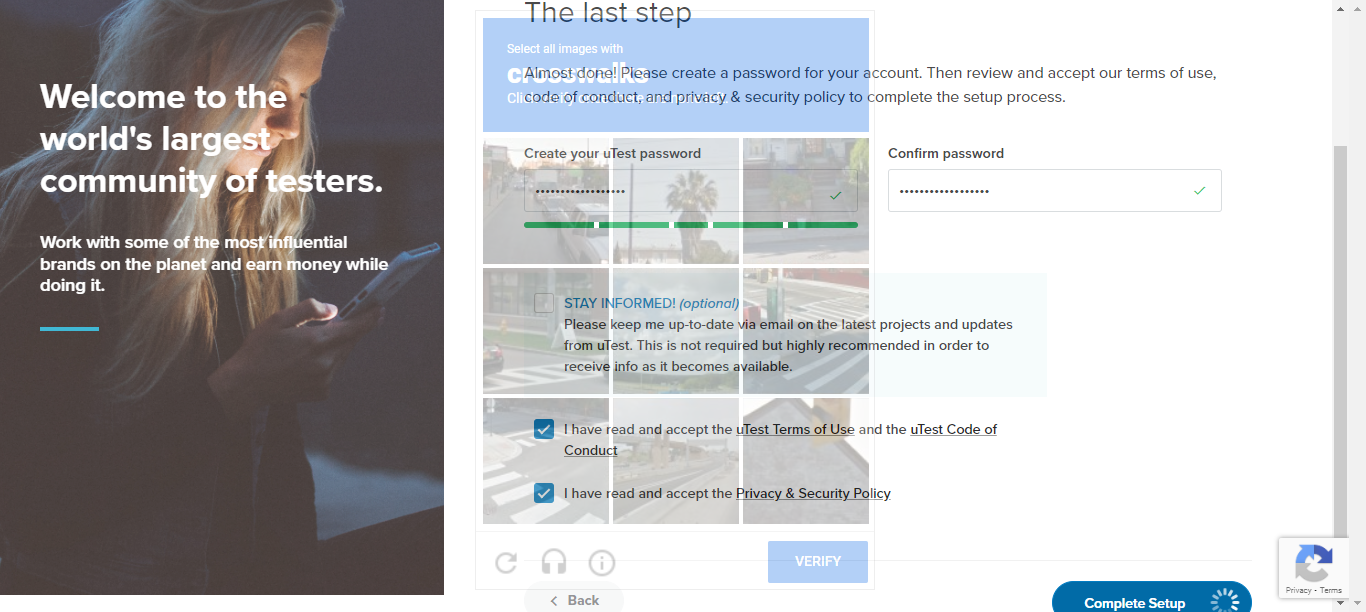 Welcome to the
world's largest
community of testers.
Work with some of the most influential
brands on the planet and earn money while
doing it.
The last step
Select all images with
crosswalks
Almost done! Please create a password for your account. Then review and accept our terms of use,
code of conduct, and privacy & security policy to complete the setup process.
Create your uTest password
Confirm password
STAY INFORMED! (optional)
Please keep me up-to-date via email on the latest projects and updates
from uTest. This is not required but highly recommended in order to
receive info as it becomes available.
I have read and accept the uTest Terms of Use and the uTest Code of
Conduct
I have read and accept the Privacy & Security Policy
VERIFY
Back
Complete Setup
Privacy - Terms